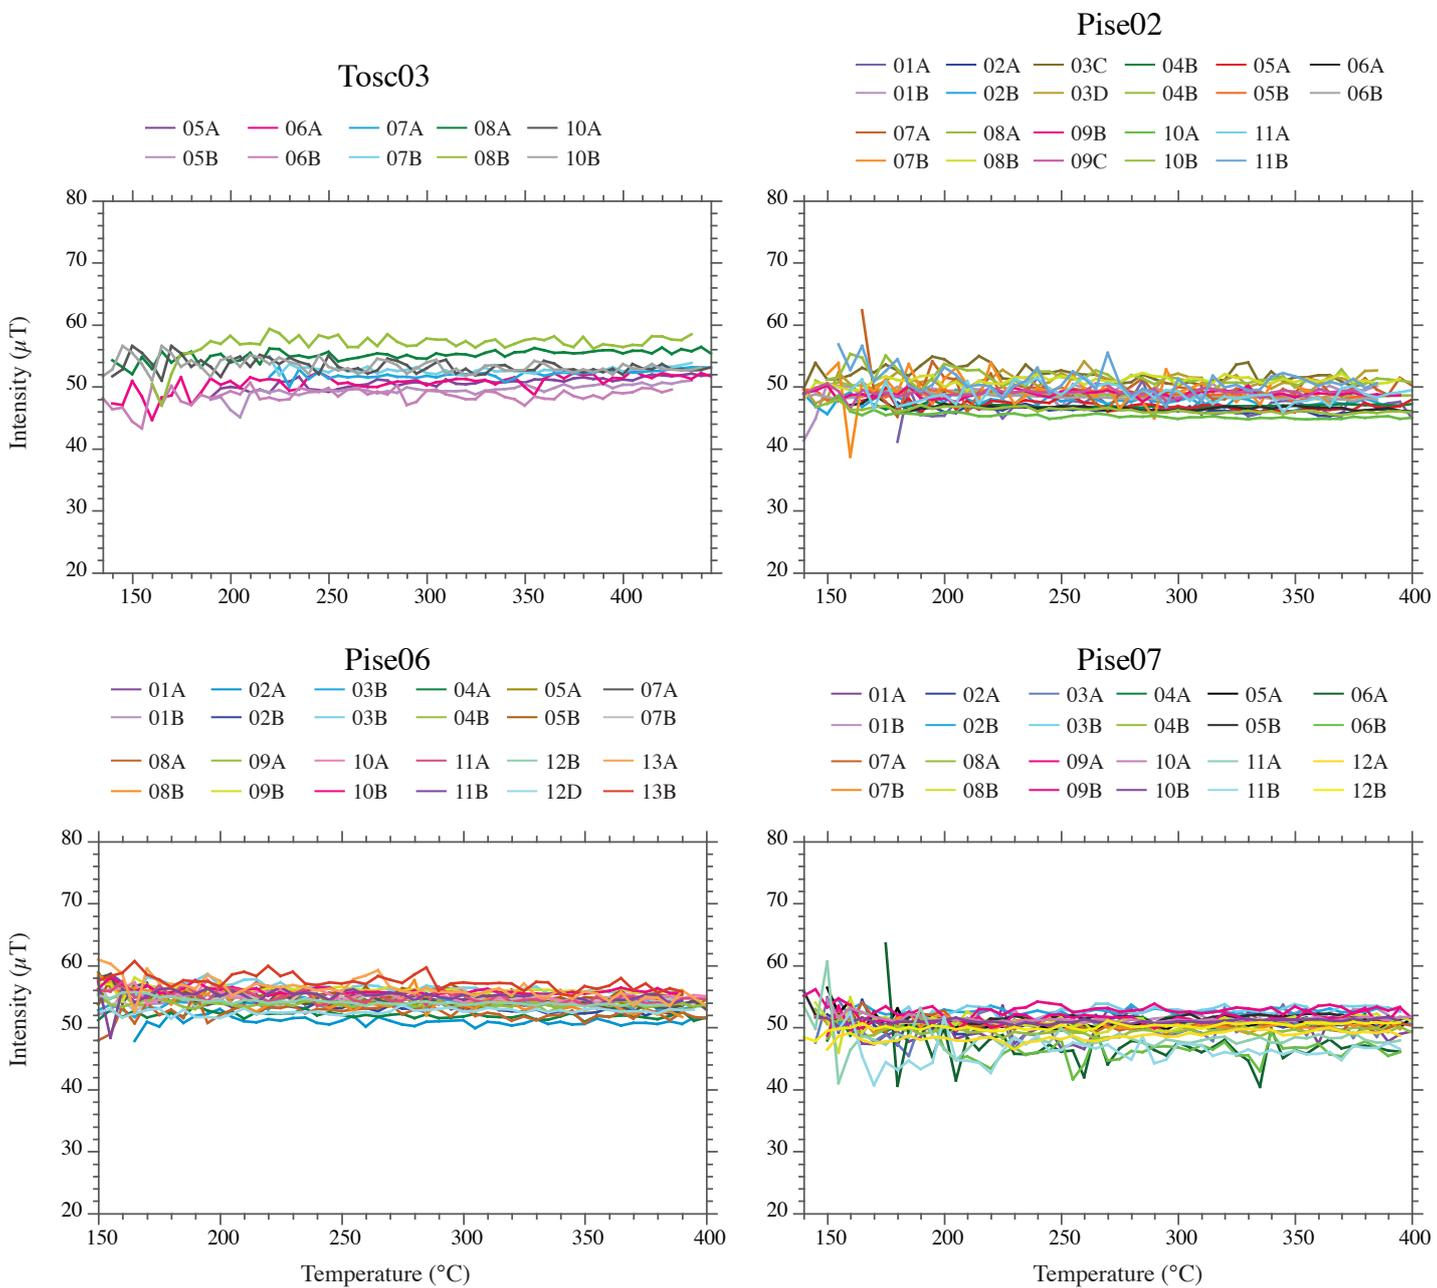 Tosc03
05A 06A 07A 08A 10A
05B 06B 07B 08B 10B
80
70
60
50
40
30
20
Intensity (μT)
150 200 250 300 350 400
Pise02
01A 02A 03C 04B 05A 06A
01B 02B 03D 04B 05B 06B
07A 08A 09B 10A 11A
07B 08B 09C 10B 11B
80
70
60
50
40
30
20
150 200 250 300 350 400
Pise06
01A 02A 03B 04A 05A 07A
01B 02B 03B 04B 05B 07B
08A 09A 10A 11A 12B 13A
08B 09B 10B 11B 12D 13B
80
70
60
50
40
30
20
Intensity (μT)
150 200 250 300 350 400
Temperature (°C)
Pise07
01A 02A 03A 04A 05A 06A
01B 02B 03B 04B 05B 06B
07A 08A 09A 10A 11A 12A
07B 08B 09B 10B 11B 12B
80
70
60
50
40
30
20
150 200 250 300 350 400
Temperature (°C)